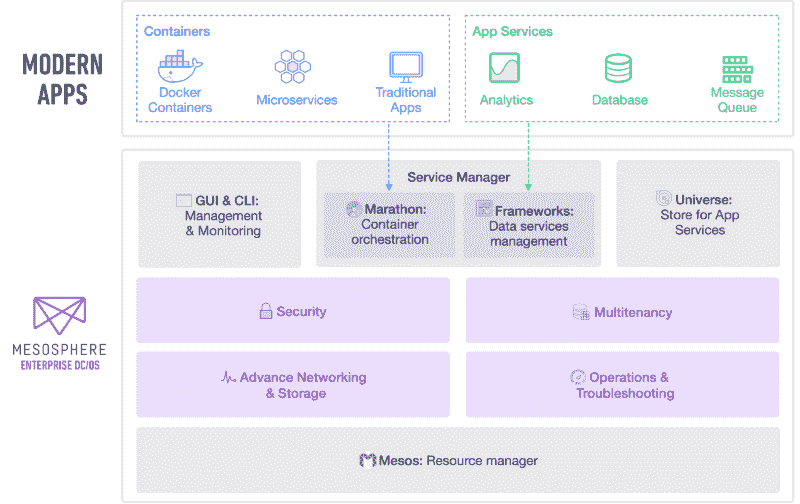 MODERN
APPS
Containers
Docker
Containers
Microservices
Traditional
Apps
App Services
Analytics
Database
Message
Queue
MESOSPHERE
ENTERPRISE DC/OS
GUI & CLI:
Management
& Monitoring
Service Manager
Marathon:
Container
orchestration
Frameworks:
Data services
management
Universe:
Store for App
Services
Security
Multitenancy
Advance Networking
& Storage
Operations &
Troubleshooting
Mesos: Resource manager